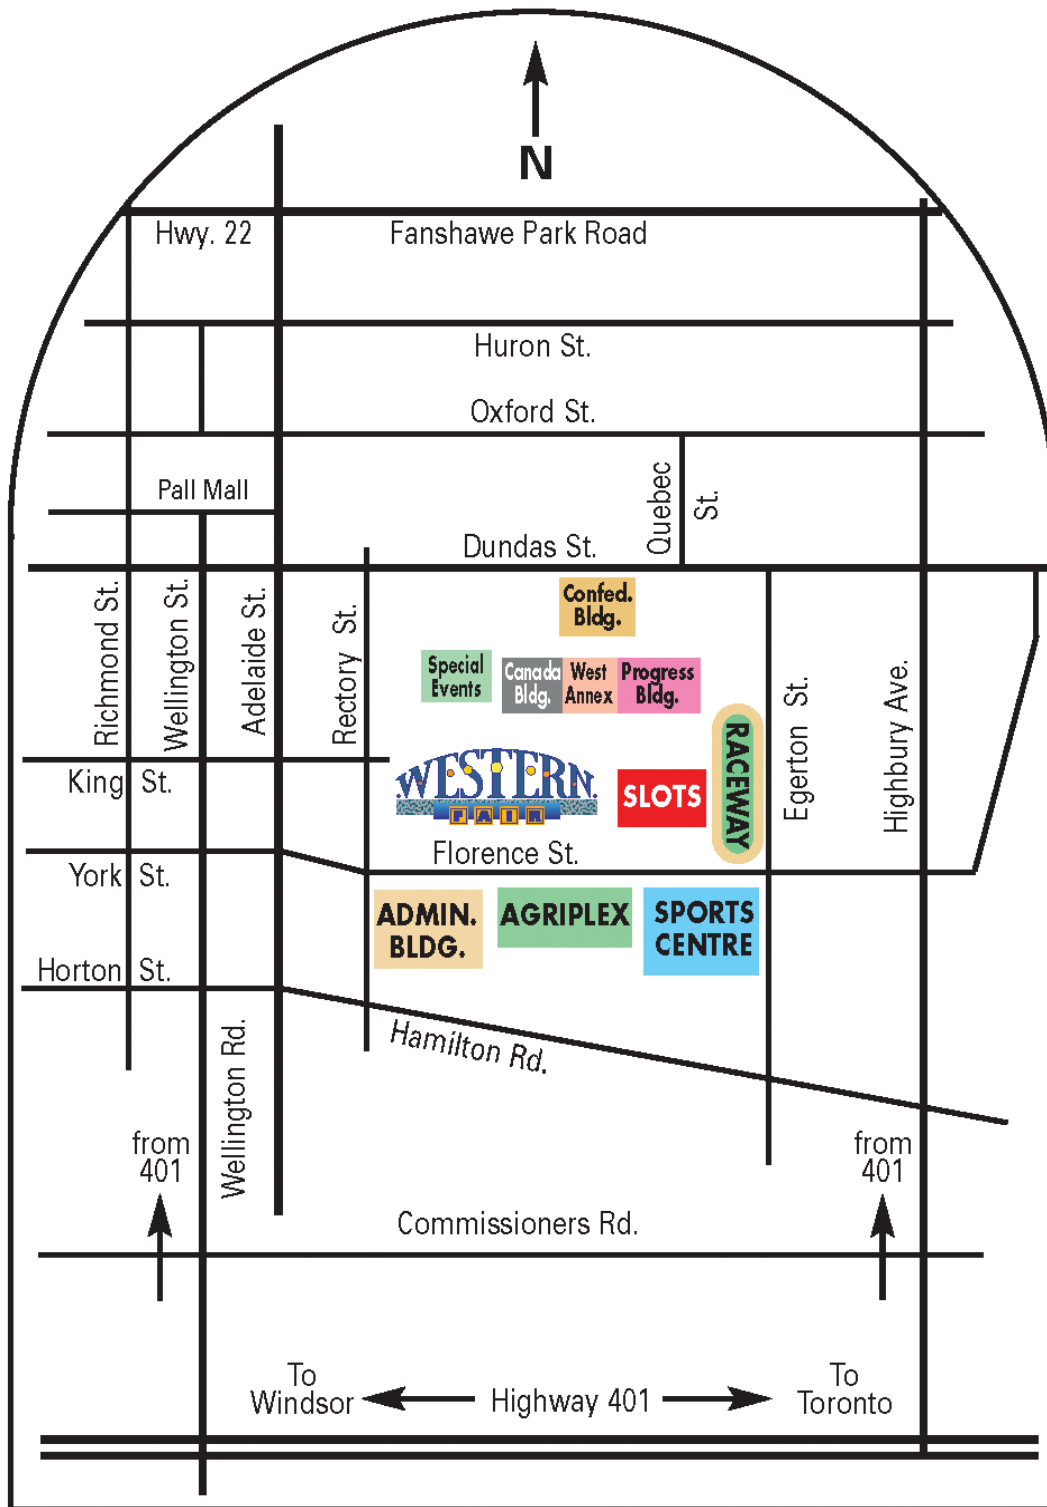 N
Hwy. 22
Fanshawe Park Road
Huron St.
Oxford St.
Pall Mall
Quebec St.
Dundas St.
Richmond St.
Wellington St.
Adelaide St.
Rectory St.
Confed.
Bldg.
Special
Events
Canada
Bldg.
West
Annex
Progress
Bldg.
Egerton St.
Highbury Ave.
King St.
WESTERN
FAIR
SLOTS
RACEWAY
York St.
Florence St.
ADMIN.
BLDG.
AGRIPLEX
SPORTS
CENTRE
Horton St.
Hamilton Rd.
Wellington Rd.
from
401
from
401
Commissioners Rd.
To
Windsor
Highway 401
To
Toronto